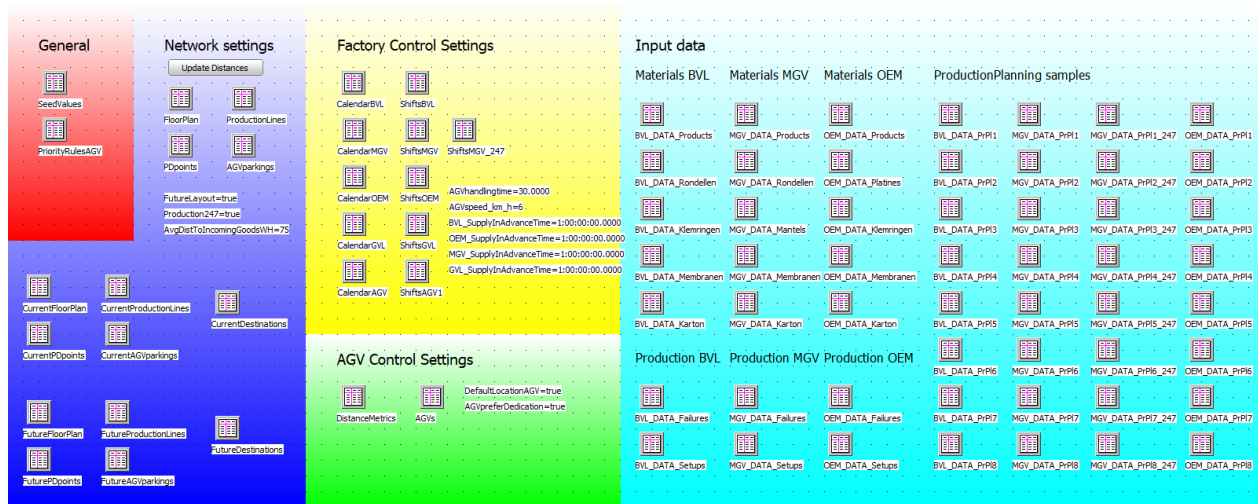 General
SeedValues
PriorityRulesAGV
Network settings
Update Distances
FloorPlan
ProductionLines
PDpoints
AGVparkings
FutureLayout=true
Production247=true
AvgDistToIncomingGoodsWH=75
CurrentFloorPlan
CurrentProductionLines
CurrentDestinations
CurrentPDpoints
CurrentAGVparkings
FutureFloorPlan
FutureProductionLines
FutureDestinations
FuturePDpoints
FutureAGVparkings
Factory Control Settings
CalendarBVL
ShiftsBVL
CalendarMGV
ShiftsMGV
ShiftsMGV_247
CalendarOEM
ShiftsOEM
CalendarGVL
ShiftsGVL
CalendarAGV
ShiftsAGV1
AGVhandlingtime=30.0000
AGVspeed_km_h=6
BVL_SupplyInAdvanceTime=1:00:00:00.0000
OEM_SupplyInAdvanceTime=1:00:00:00.0000
MGV_SupplyInAdvanceTime=1:00:00:00.0000
GVL_SupplyInAdvanceTime=1:00:00:00.0000
AGV Control Settings
DistanceMetrics
AGVs
DefaultLocationAGV=true
AGVpreferDedication=true
Input data
Materials BVL
Materials MGV
Materials OEM
ProductionPlanning samples
BVL_DATA_Products
MGV_DATA_Products
OEM_DATA_Products
BVL_DATA_PrPl1
MGV_DATA_PrPl1
MGV_DATA_PrPl1_247
OEM_DATA_PrPl1
BVL_DATA_Rondellen
MGV_DATA_Rondellen
OEM_DATA_Platines
BVL_DATA_PrPl2
MGV_DATA_PrPl2
MGV_DATA_PrPl2_247
OEM_DATA_PrPl2
BVL_DATA_Klemringen
MGV_DATA_Mantels
OEM_DATA_Klemringen
BVL_DATA_PrPl3
MGV_DATA_PrPl3
MGV_DATA_PrPl3_247
OEM_DATA_PrPl3
BVL_DATA_Membranen
MGV_DATA_Membranen
OEM_DATA_Membranen
BVL_DATA_PrPl4
MGV_DATA_PrPl4
MGV_DATA_PrPl4_247
OEM_DATA_PrPl4
BVL_DATA_Karton
MGV_DATA_Karton
OEM_DATA_Karton
BVL_DATA_PrPl5
MGV_DATA_PrPl5
MGV_DATA_PrPl5_247
OEM_DATA_PrPl5
Production BVL
Production MGV
Production OEM
BVL_DATA_PrPl6
MGV_DATA_PrPl6
MGV_DATA_PrPl6_247
OEM_DATA_PrPl6
BVL_DATA_Failures
MGV_DATA_Failures
OEM_DATA_Failures
BVL_DATA_PrPl7
MGV_DATA_PrPl7
MGV_DATA_PrPl7_247
OEM_DATA_PrPl7
BVL_DATA_Setups
MGV_DATA_Setups
OEM_DATA_Setups
BVL_DATA_PrPl8
MGV_DATA_PrPl8
MGV_DATA_PrPl8_247
OEM_DATA_PrPl8